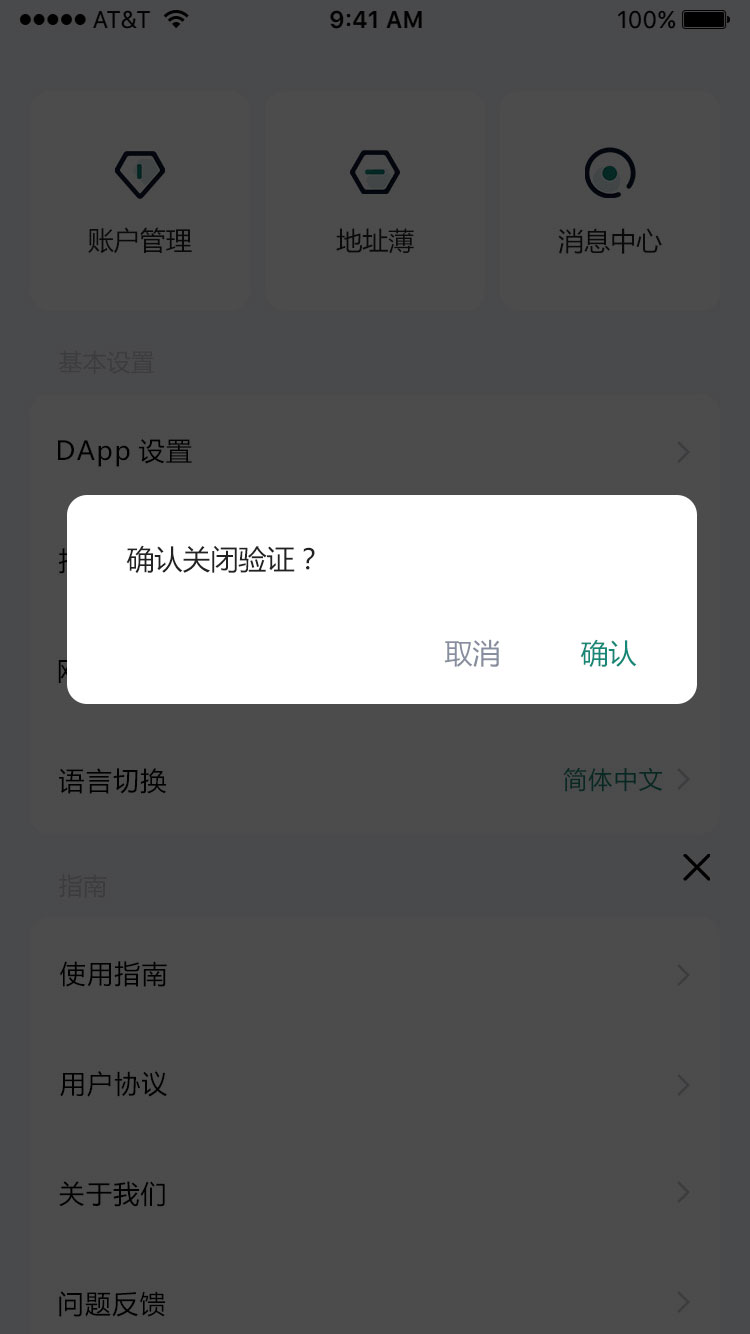 AT&T 9:41 AM 100%
账户管理 地址薄 消息中心
基本设置
DApp 设置
确认关闭验证？
取消 确认
语言切换 简体中文
指南
使用指南
用户协议
关于我们
问题反馈